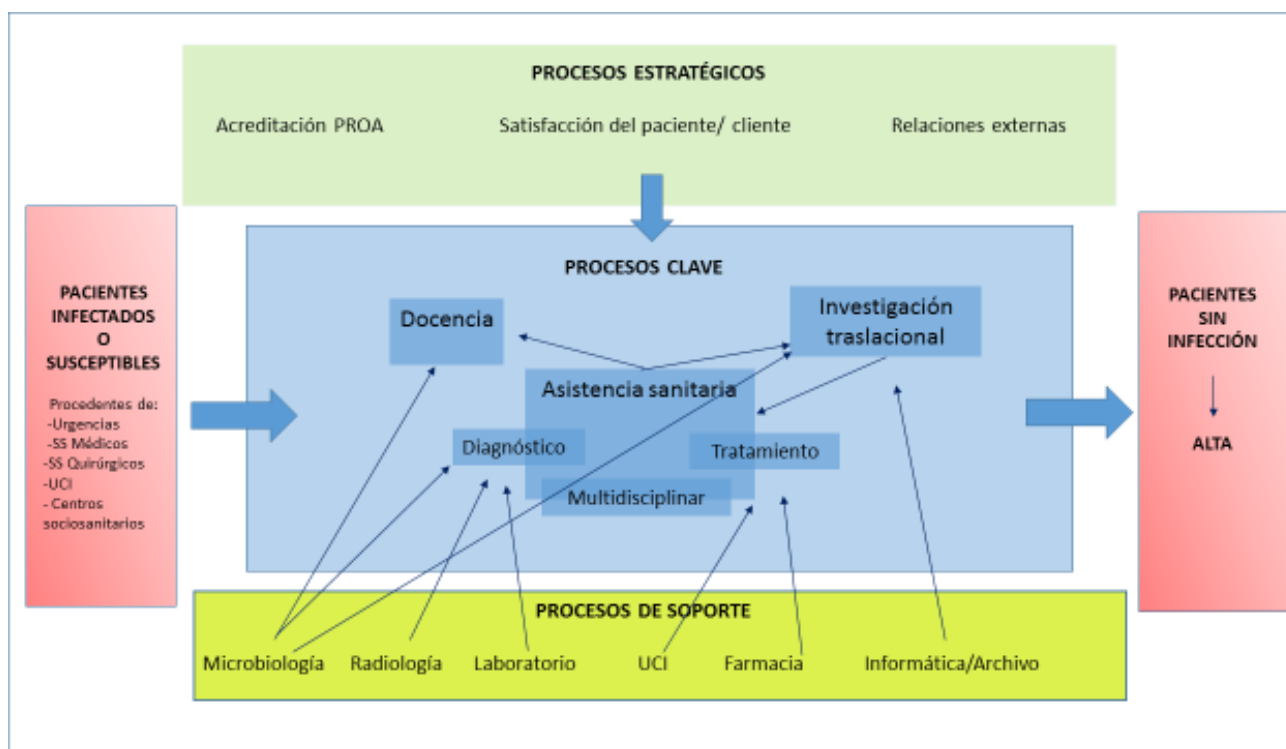 PROCESOS ESTRATÉGICOS
Acreditación PROA
Satisfacción del paciente/ cliente
Relaciones externas
PACIENTES
INFECTADOS
O
SUSCEPTIBLES
Procedentes de:
-Urgencias
-SS Médicos
-SS Quirúrgicos
-UCI
- Centros
sociosanitarios
PROCESOS CLAVE
Docencia
Investigación
traslacional
Asistencia sanitaria
Diagnóstico
Tratamiento
Multidisciplinar
PACIENTES
SIN
INFECCIÓN
ALTA
PROCESOS DE SOPORTE
Microbiología
Radiología
Laboratorio
UCI
Farmacia
Informática/Archivo